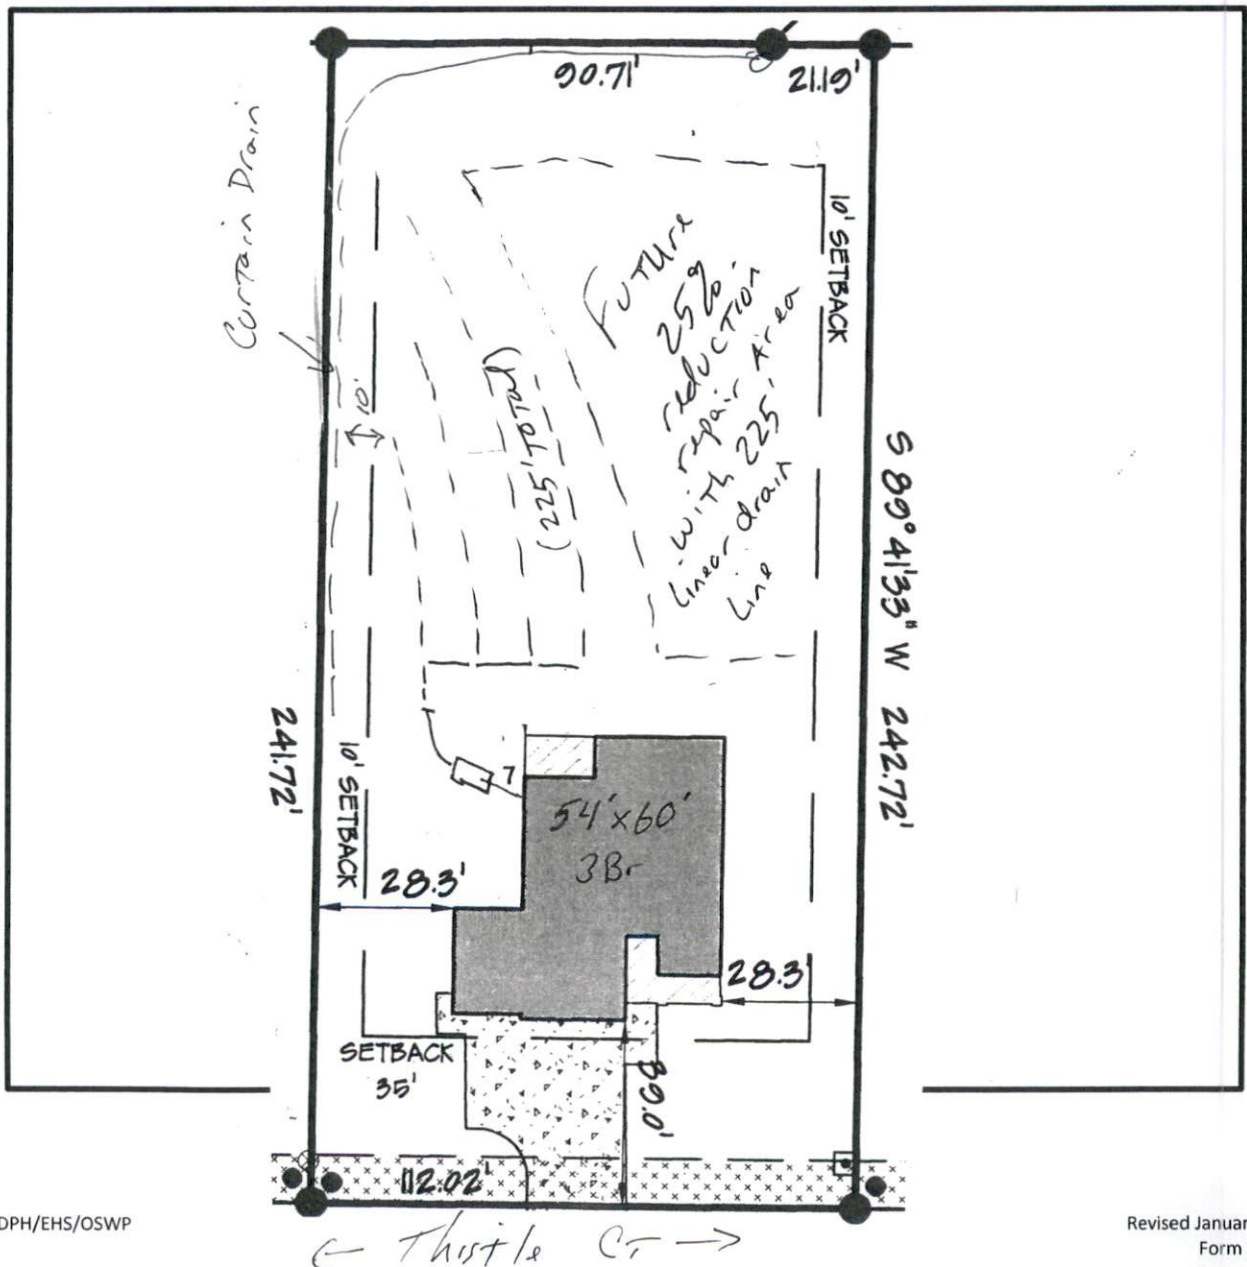 90.71'
21.19'
Curtain Drain
10' SETBACK
Future
25%
reduction
repair Area
with 225'
linear drain
line
(225' Total)
10'
S 89°41'33" W 242.72'
241.72'
10' SETBACK
7
54'x60'
3Br
28.3'
28.3'
SETBACK
35'
39.0'
112.02'
← Thistle CT →
DPH/EHS/OSWP
Revised Januar
Form